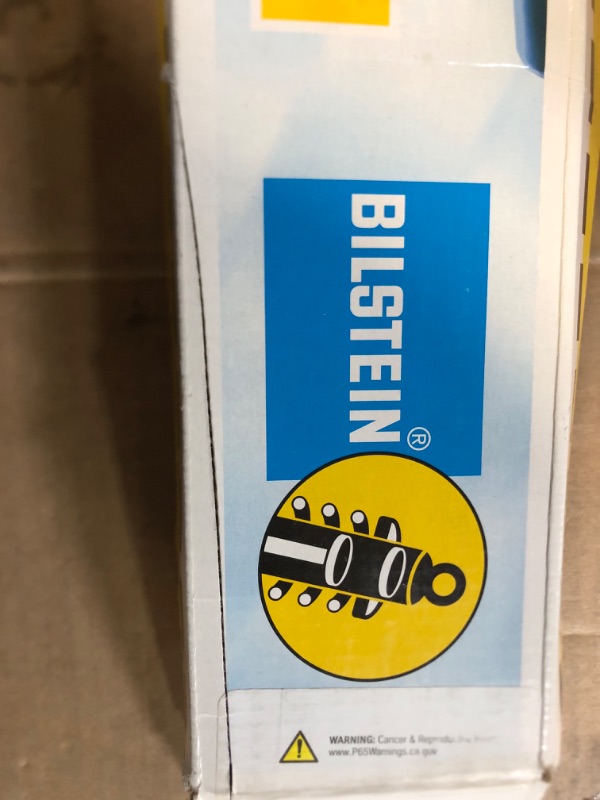 BILSTEIN®
WARNING: Cancer & Reproductive
www.P65Warnings.ca.gov